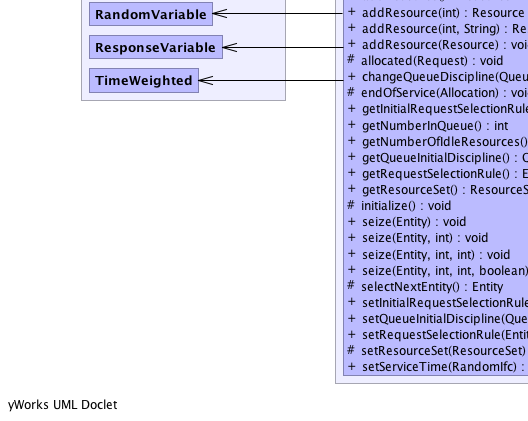 RandomVariable
ResponseVariable
TimeWeighted
+ addResource(int) : Resource
+ addResource(int, String) : Re
+ addResource(Resource) : voi
# allocated(Request) : void
+ changeQueueDiscipline(Queu
# endOfService(Allocation) : voi
+ getInitialRequestSelectionRule
+ getNumberInQueue() : int
+ getNumberOfIdleResources()
+ getQueueInitialDiscipline() : Q
+ getRequestSelectionRule() : E
+ getResourceSet() : ResourceS
# initialize() : void
+ seize(Entity) : void
+ seize(Entity, int) : void
+ seize(Entity, int, int) : void
+ seize(Entity, int, int, boolean)
# selectNextEntity() : Entity
+ setInitialRequestSelectionRule
+ setQueueInitialDiscipline(Que
+ setRequestSelectionRule(Entit
# setResourceSet(ResourceSet)
+ setServiceTime(RandomIfc) :
yWorks UML Doclet